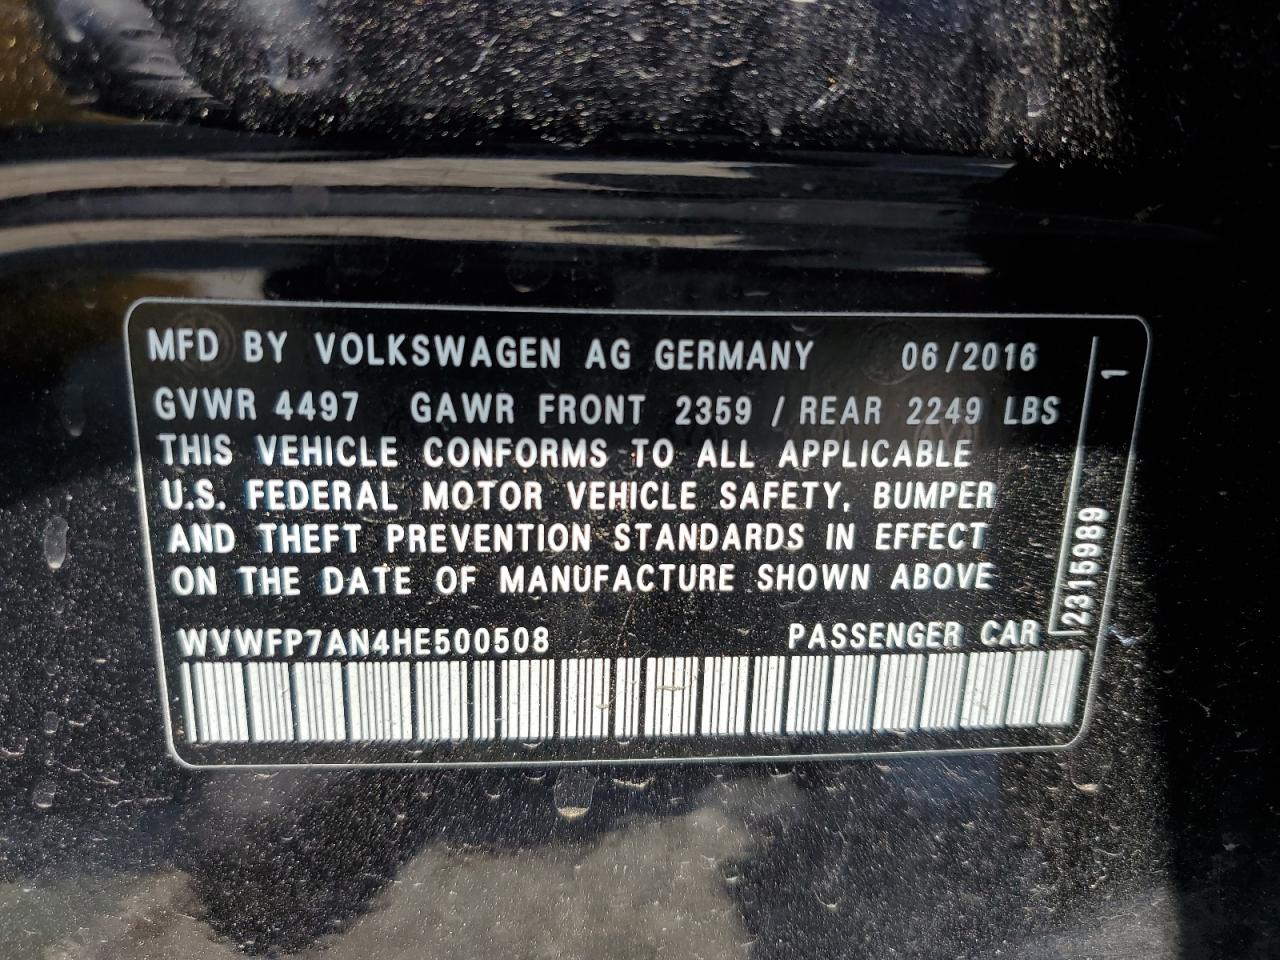 MFD BY VOLKSWAGEN AG GERMANY 06/2016
GVWR 4497 GAWR FRONT 2359 / REAR 2249 LBS
THIS VEHICLE CONFORMS TO ALL APPLICABLE
U.S. FEDERAL MOTOR VEHICLE SAFETY, BUMPER
AND THEFT PREVENTION STANDARDS IN EFFECT
ON THE DATE OF MANUFACTURE SHOWN ABOVE
WVWFP7AN4HE500508 PASSENGER CAR
2315989
1